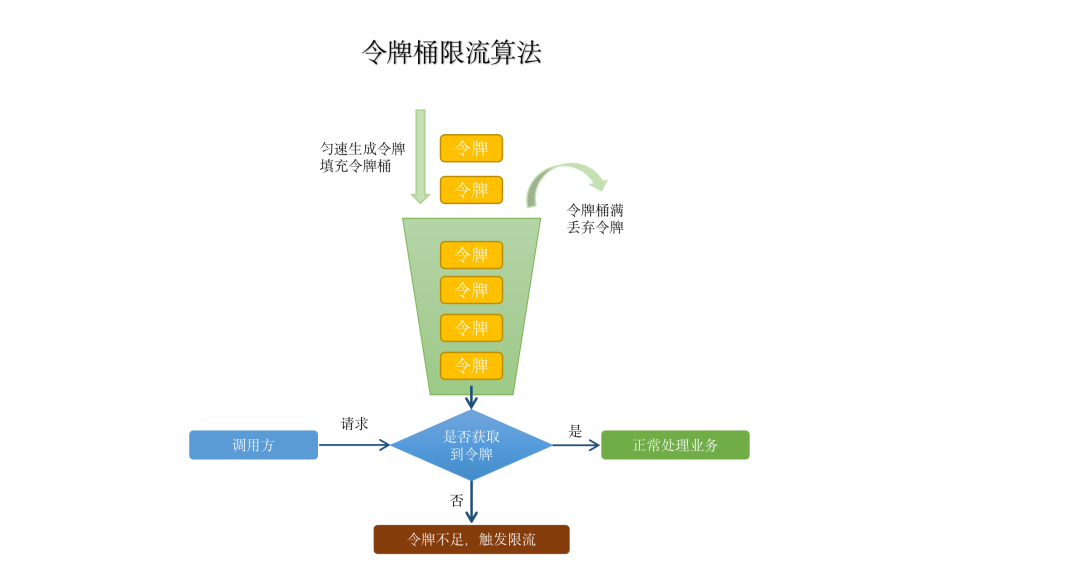 令牌桶限流算法
匀速生成令牌
填充令牌桶
令牌
令牌
令牌桶满
丢弃令牌
令牌
令牌
令牌
令牌
调用方
请求
是否获取
到令牌
是
正常处理业务
否
令牌不足，触发限流